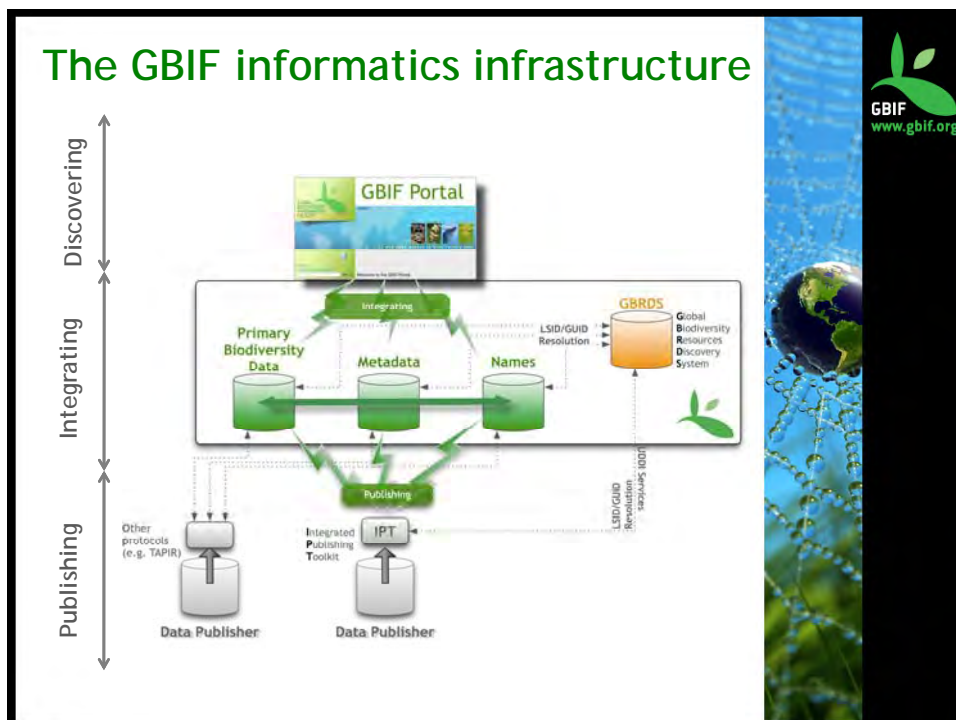 The GBIF informatics infrastructure
GBIF
www.gbif.org
Discovering
Integrating
Publishing
GBIF Portal
Integrating
GBRDS
Global
Biodiversity
Resources
Discovery
System
LSID/GUID
Resolution
Primary
Biodiversity
Data
Metadata
Names
Publishing
LSID/GUID
Resolution
UDDI Services
Other
protocols
(e.g. TAPIR)
Integrated
Publishing
Toolkit
IPT
Data Publisher
Data Publisher